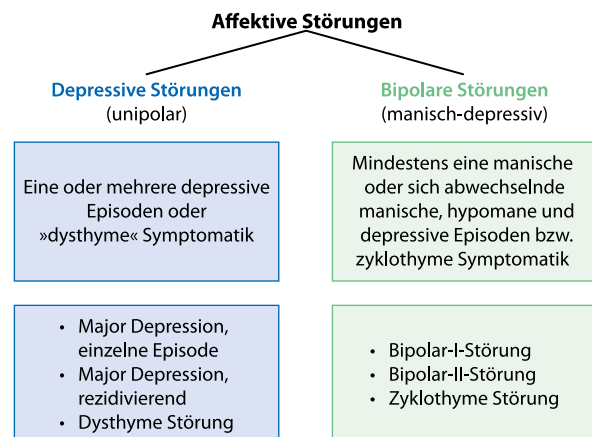 Affektive Störungen
Depressive Störungen
(unipolar)
Eine oder mehrere depressive
Episoden oder
»dysthyme« Symptomatik
• Major Depression,
einzelne Episode
• Major Depression,
rezidivierend
• Dysthyme Störung
Bipolare Störungen
(manisch-depressiv)
Mindestens eine manische
oder sich abwechselnde
manische, hypomane und
depressive Episoden bzw.
zyklothyme Symptomatik
• Bipolar-I-Störung
• Bipolar-II-Störung
• Zyklothyme Störung